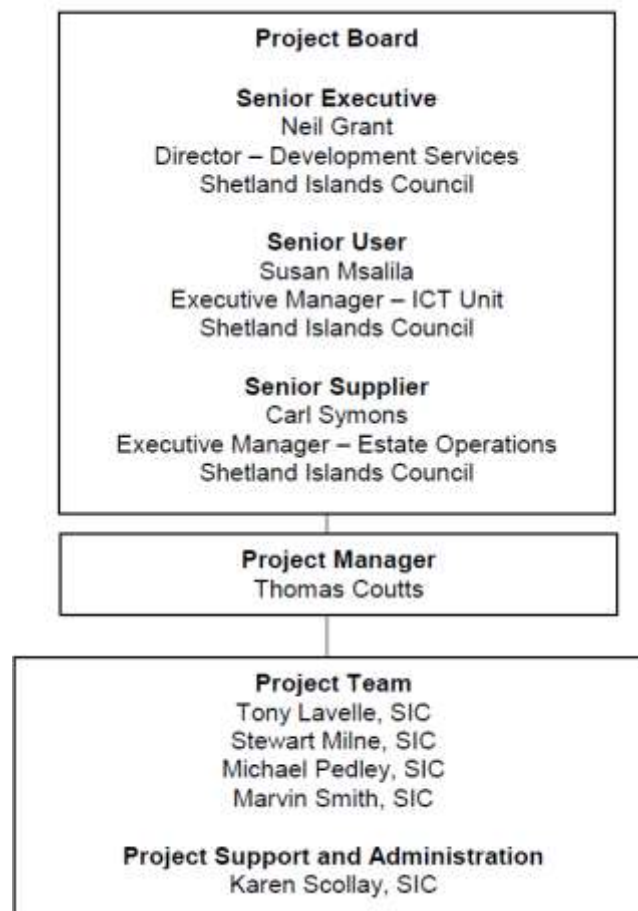 Project Board
Senior Executive
Neil Grant
Director – Development Services
Shetland Islands Council
Senior User
Susan Msalila
Executive Manager – ICT Unit
Shetland Islands Council
Senior Supplier
Carl Symons
Executive Manager – Estate Operations
Shetland Islands Council
Project Manager
Thomas Coutts
Project Team
Tony Lavelle, SIC
Stewart Milne, SIC
Michael Pedley, SIC
Marvin Smith, SIC
Project Support and Administration
Karen Scollay, SIC